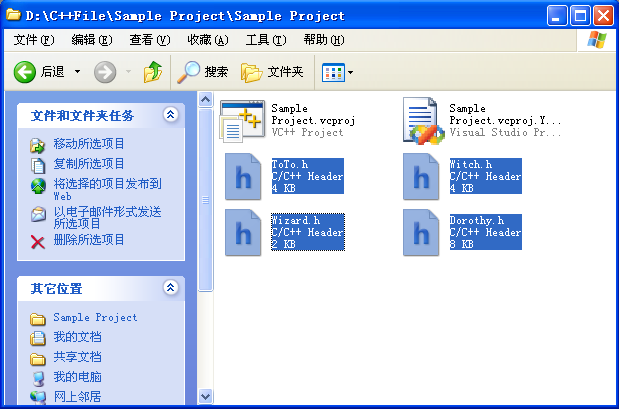 D:\C++File\Sample Project\Sample Project
文件(F) 编辑(E) 查看(V) 收藏(A) 工具(T) 帮助(H)
后退 搜索 文件夹
文件和文件夹任务
移动所选项目
复制所选项目
将选择的项目发布到
Web
以电子邮件形式发送
所选项目
删除所选项目
其它位置
Sample Project
我的文档
共享文档
我的电脑
网上邻居
Sample
Project.vcproj
VC++ Project
Sample
Project.vcproj.Y...
Visual Studio Pr...
h
ToTo.h
C/C++ Header
4 KB
h
Witch.h
C/C++ Header
4 KB
h
Wizard.h
C/C++ Header
2 KB
h
Dorothy.h
C/C++ Header
8 KB